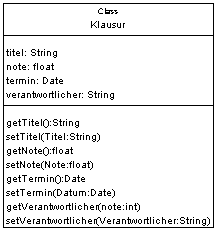 Class
Klausur
titel: String
note: float
termin: Date
verantwortlicher: String
getTitel():String
setTitel(Titel:String)
getNote():float
setNote(Note:float)
getTermin():Date
setTermin(Datum:Date)
getVerantwortlicher(note:int)
setVerantwortlicher(Verantwortlicher:String)